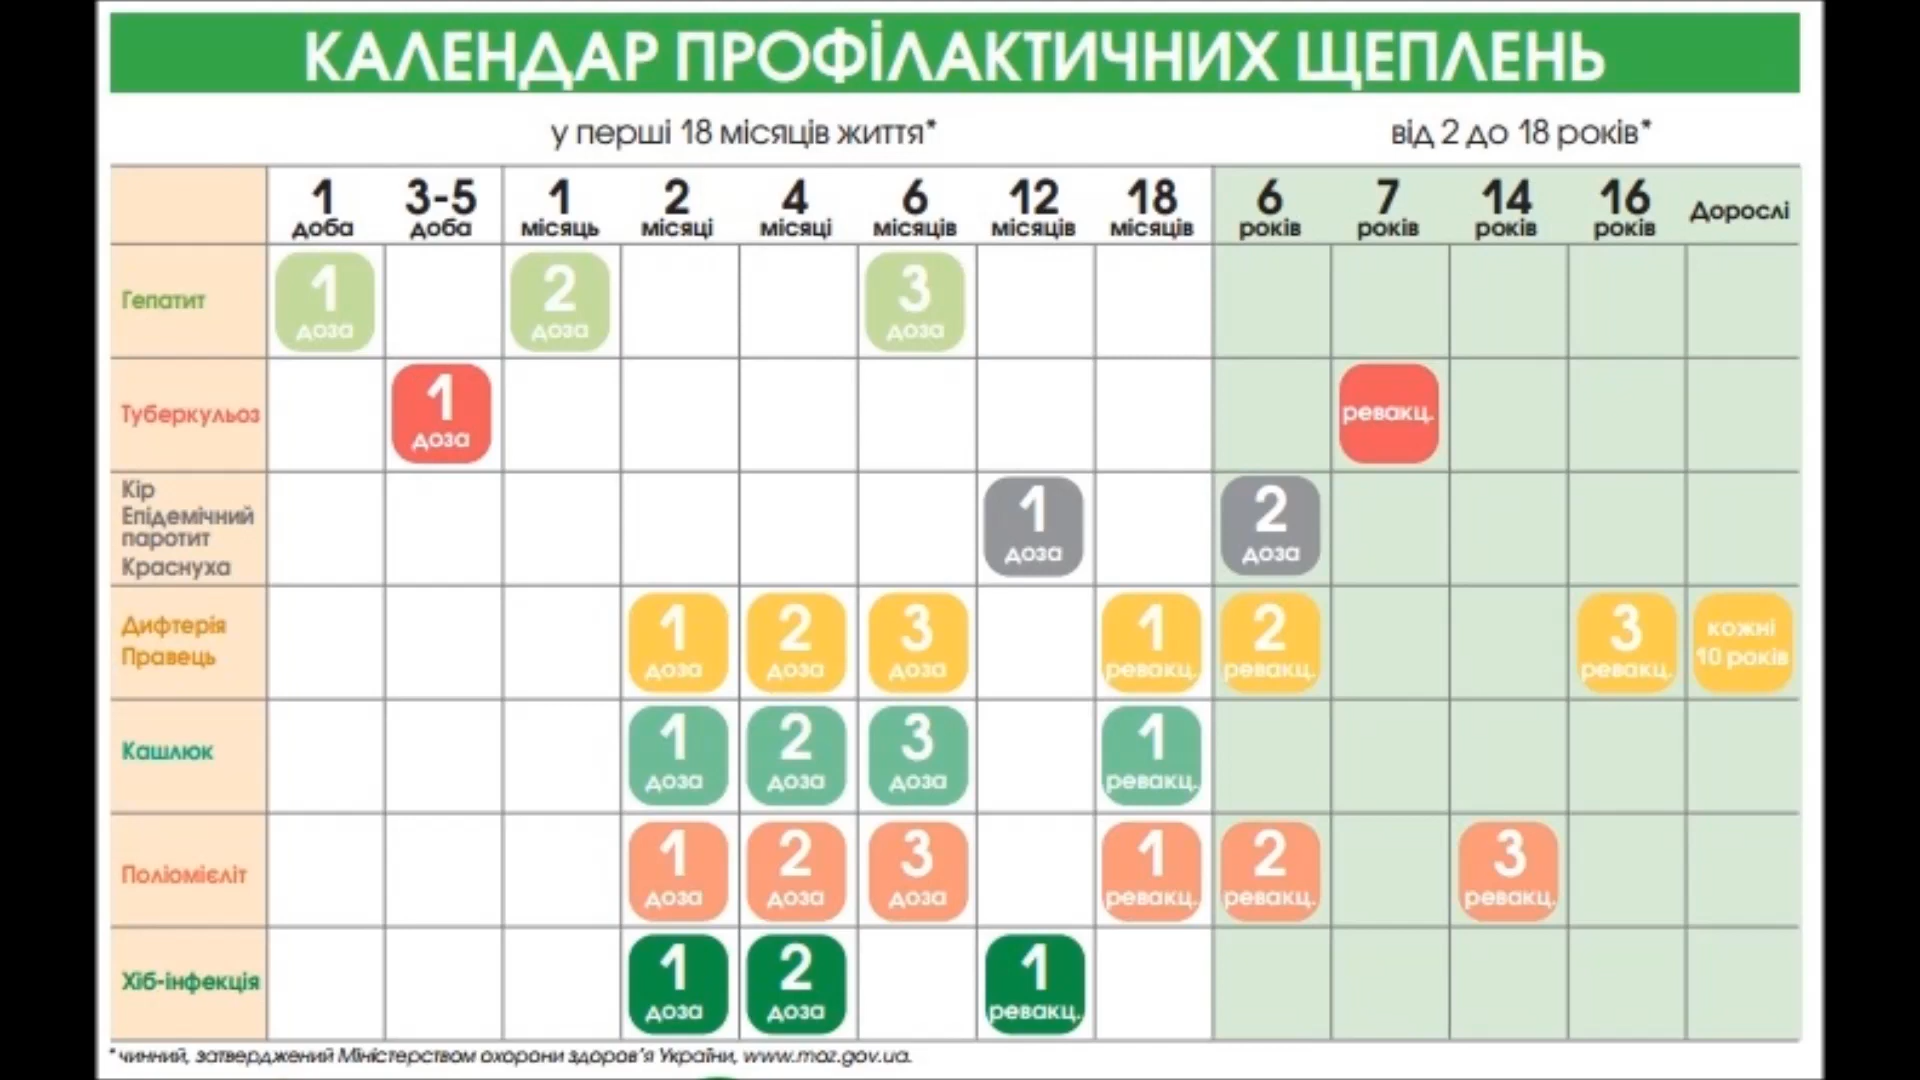 КАЛЕНДАР ПРОФІЛАКТИЧНИХ ЩЕПЛЕНЬ
у перші 18 місяців життя* від 2 до 18 років*
1 доба 3-5 доба 1 місяць 2 місяці 4 місяці 6 місяців 12 місяців 18 місяців 6 років 7 років 14 років 16 років Дорослі
Гепатит 1 доза 2 доза 3 доза
Туберкульоз 1 доза ревакц.
Кір
Епідемічний
паротит
Краснуха
1 доза 2 доза
Дифтерія
Правець
1 доза 2 доза 3 доза 1 ревакц. 2 ревакц. 3 ревакц. кожні 10 років
Кашлюк 1 доза 2 доза 3 доза 1 ревакц.
Поліомієліт 1 доза 2 доза 3 доза 1 ревакц. 2 ревакц. 3 ревакц.
Хіб-інфекція 1 доза 2 доза 1 ревакц.
*чинний, затверджений Міністерством охорони здоров'я України, www.moz.gov.ua.